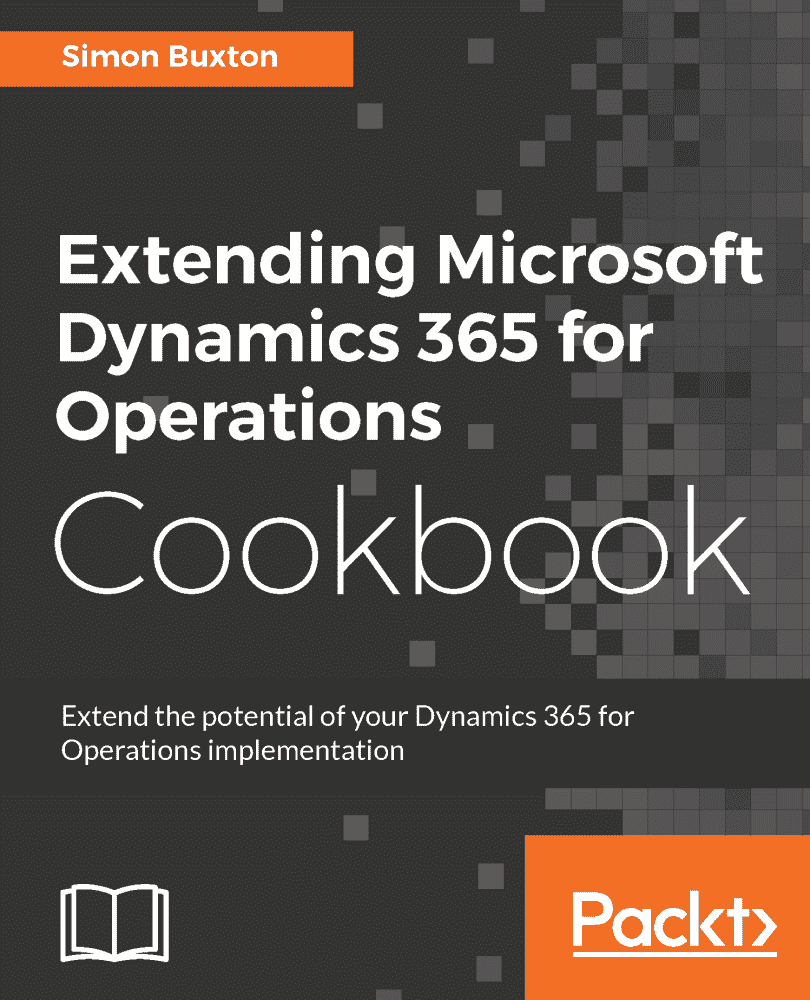 Simon Buxton
Extending Microsoft
Dynamics 365 for
Operations
Cookbook
Extend the potential of your Dynamics 365 for
Operations implementation
Packt>